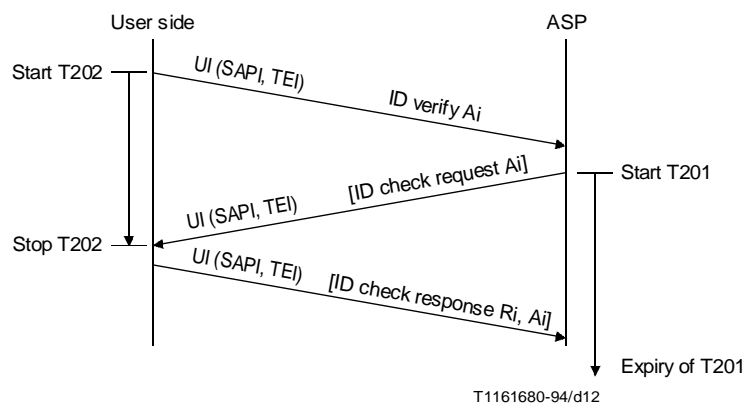 User side
ASP
Start T202
UI (SAPI, TEI)
ID verify Ai
[ID check request Ai]
Start T201
UI (SAPI, TEI)
Stop T202
UI (SAPI, TEI)
[ID check response Ri, Ai]
Expiry of T201
T1161680-94/d12